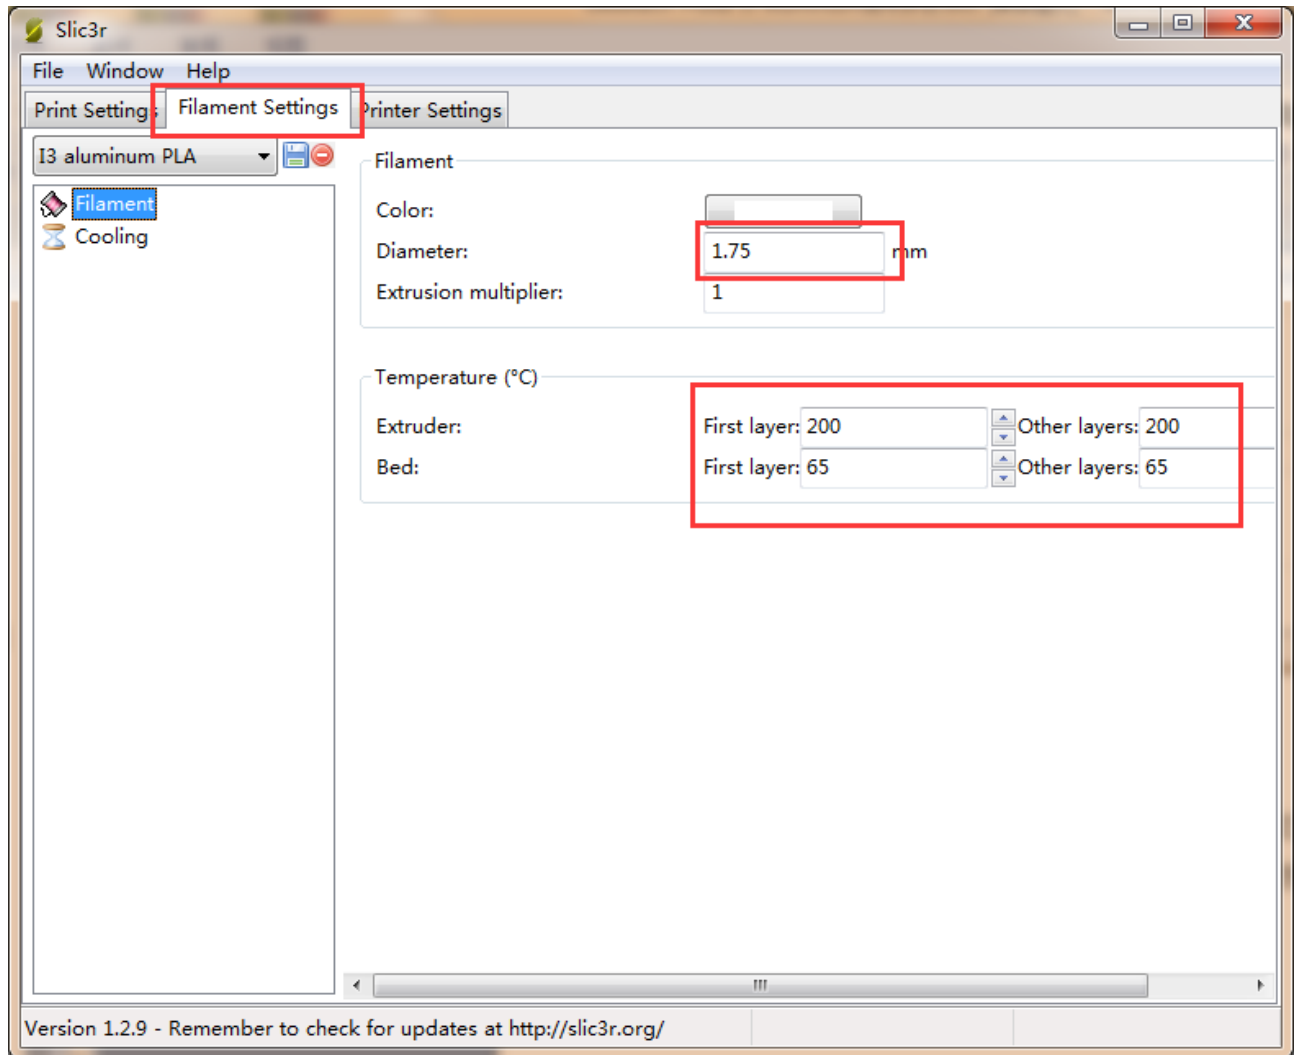 Slic3r
File Window Help
Print Settings Filament Settings Printer Settings
I3 aluminum PLA
Filament
Cooling
Filament
Color:
Diameter: 1.75 mm
Extrusion multiplier: 1
Temperature (°C)
Extruder: First layer: 200 Other layers: 200
Bed: First layer: 65 Other layers: 65
Version 1.2.9 - Remember to check for updates at http://slic3r.org/